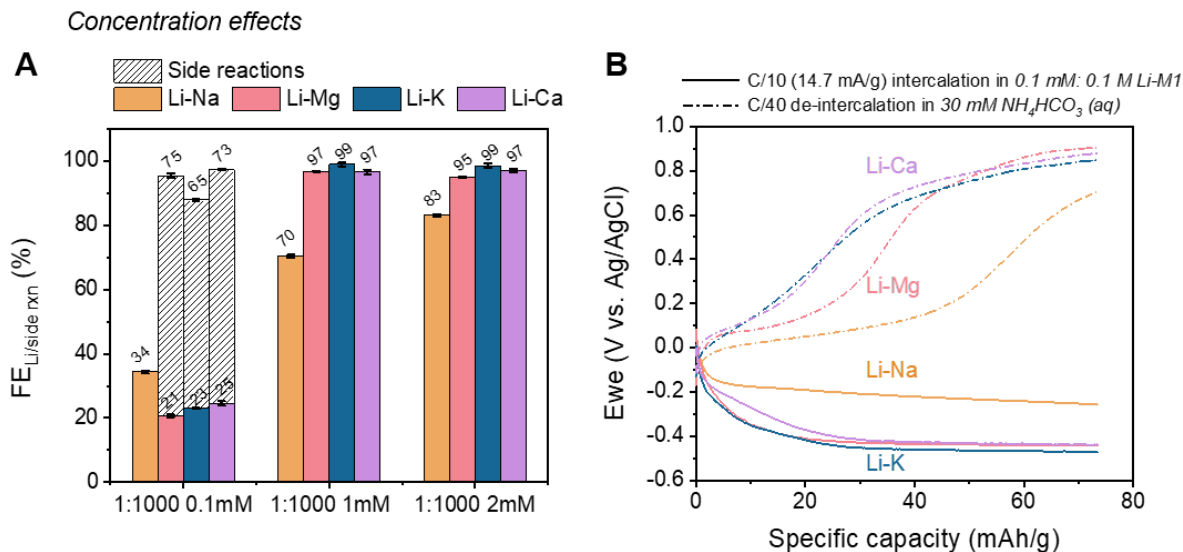 Concentration effects
A
Side reactions
Li-Na Li-Mg Li-K Li-Ca
FE Li/side rxn (%)
100
80
60
40
20
0
34
75
21
65
23
73
25
70
97
99
97
83
95
99
97
1:1000 0.1mM 1:1000 1mM 1:1000 2mM
B
C/10 (14.7 mA/g) intercalation in 0.1 mM: 0.1 M Li-M1
C/40 de-intercalation in 30 mM NH₄HCO₃ (aq)
Ewe (V vs. Ag/AgCl)
1.0
0.8
0.6
0.4
0.2
0.0
-0.2
-0.4
-0.6
Li-Ca
Li-Mg
Li-Na
Li-K
0 20 40 60 80
Specific capacity (mAh/g)